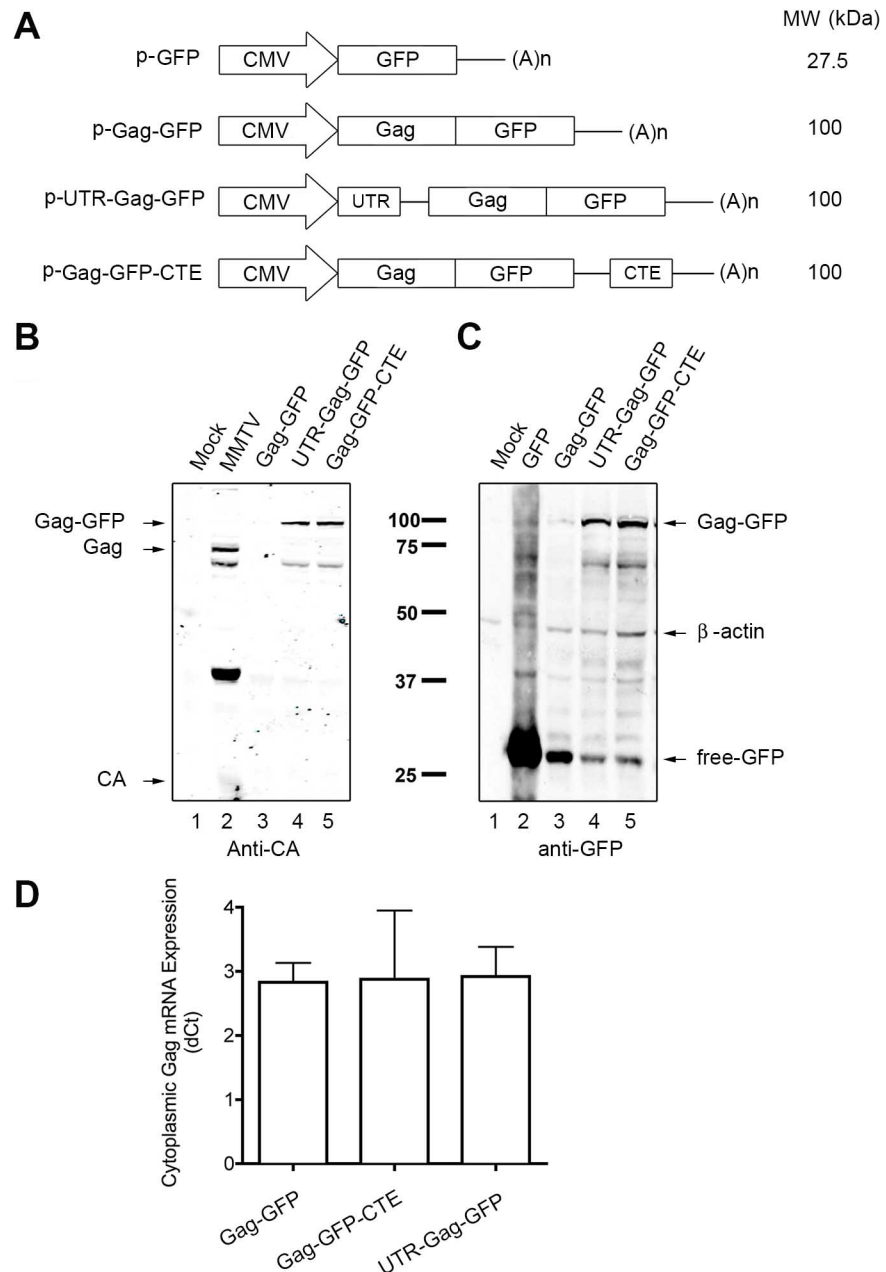 A
MW (kDa)
p-GFP CMV GFP (A)n 27.5
p-Gag-GFP CMV Gag GFP (A)n 100
p-UTR-Gag-GFP CMV UTR Gag GFP (A)n 100
p-Gag-GFP-CTE CMV Gag GFP CTE (A)n 100
B
Mock
MMTV
Gag-GFP
UTR-Gag-GFP
Gag-GFP-CTE
Gag-GFP
Gag
CA
1 2 3 4 5
Anti-CA
100
75
50
37
25
C
Mock
GFP
Gag-GFP
UTR-Gag-GFP
Gag-GFP-CTE
Gag-GFP
β-actin
free-GFP
1 2 3 4 5
anti-GFP
D
Cytoplasmic Gag mRNA Expression
(dCt)
4
3
2
1
0
Gag-GFP
Gag-GFP-CTE
UTR-Gag-GFP